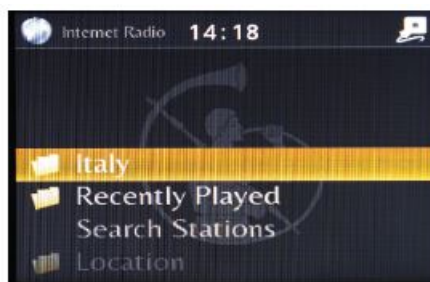 Internet Radio 14:18
Italy
Recently Played
Search Stations
Location